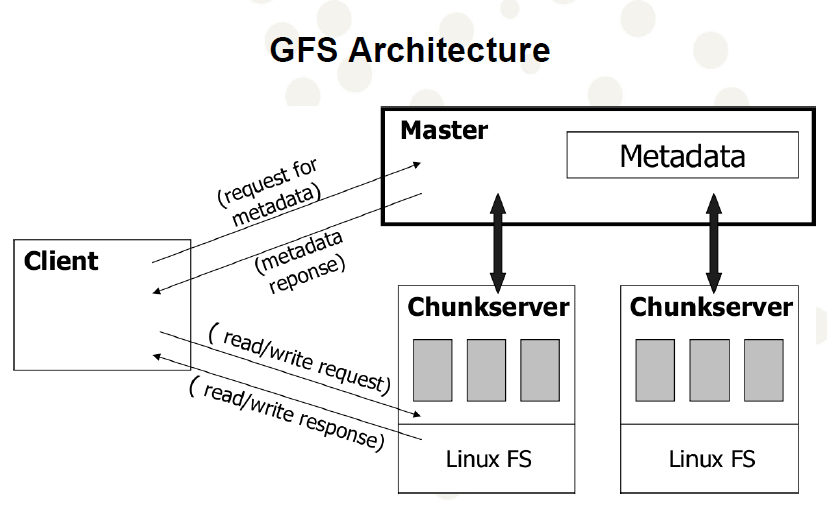 GFS Architecture
Master
Metadata
(request for
metadata)
(metadata
reponse)
Client
( read/write request)
( read/write response)
Chunkserver
Linux FS
Chunkserver
Linux FS